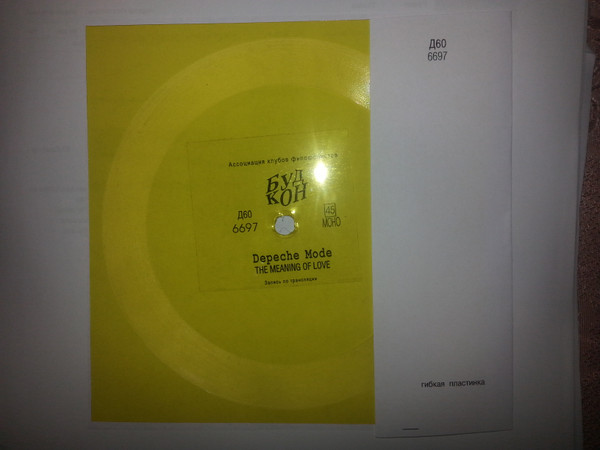 Д60
6697
Ассоциация клубов
БУД
КОН
Д60
6697
45
МОНО
Depeche Mode
THE MEANING OF LOVE
Запись по трансляции
гибкая пластинка